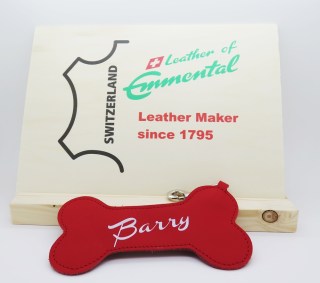 SWITZERLAND
Leather of
Emmental
Leather Maker
since 1795
Barry